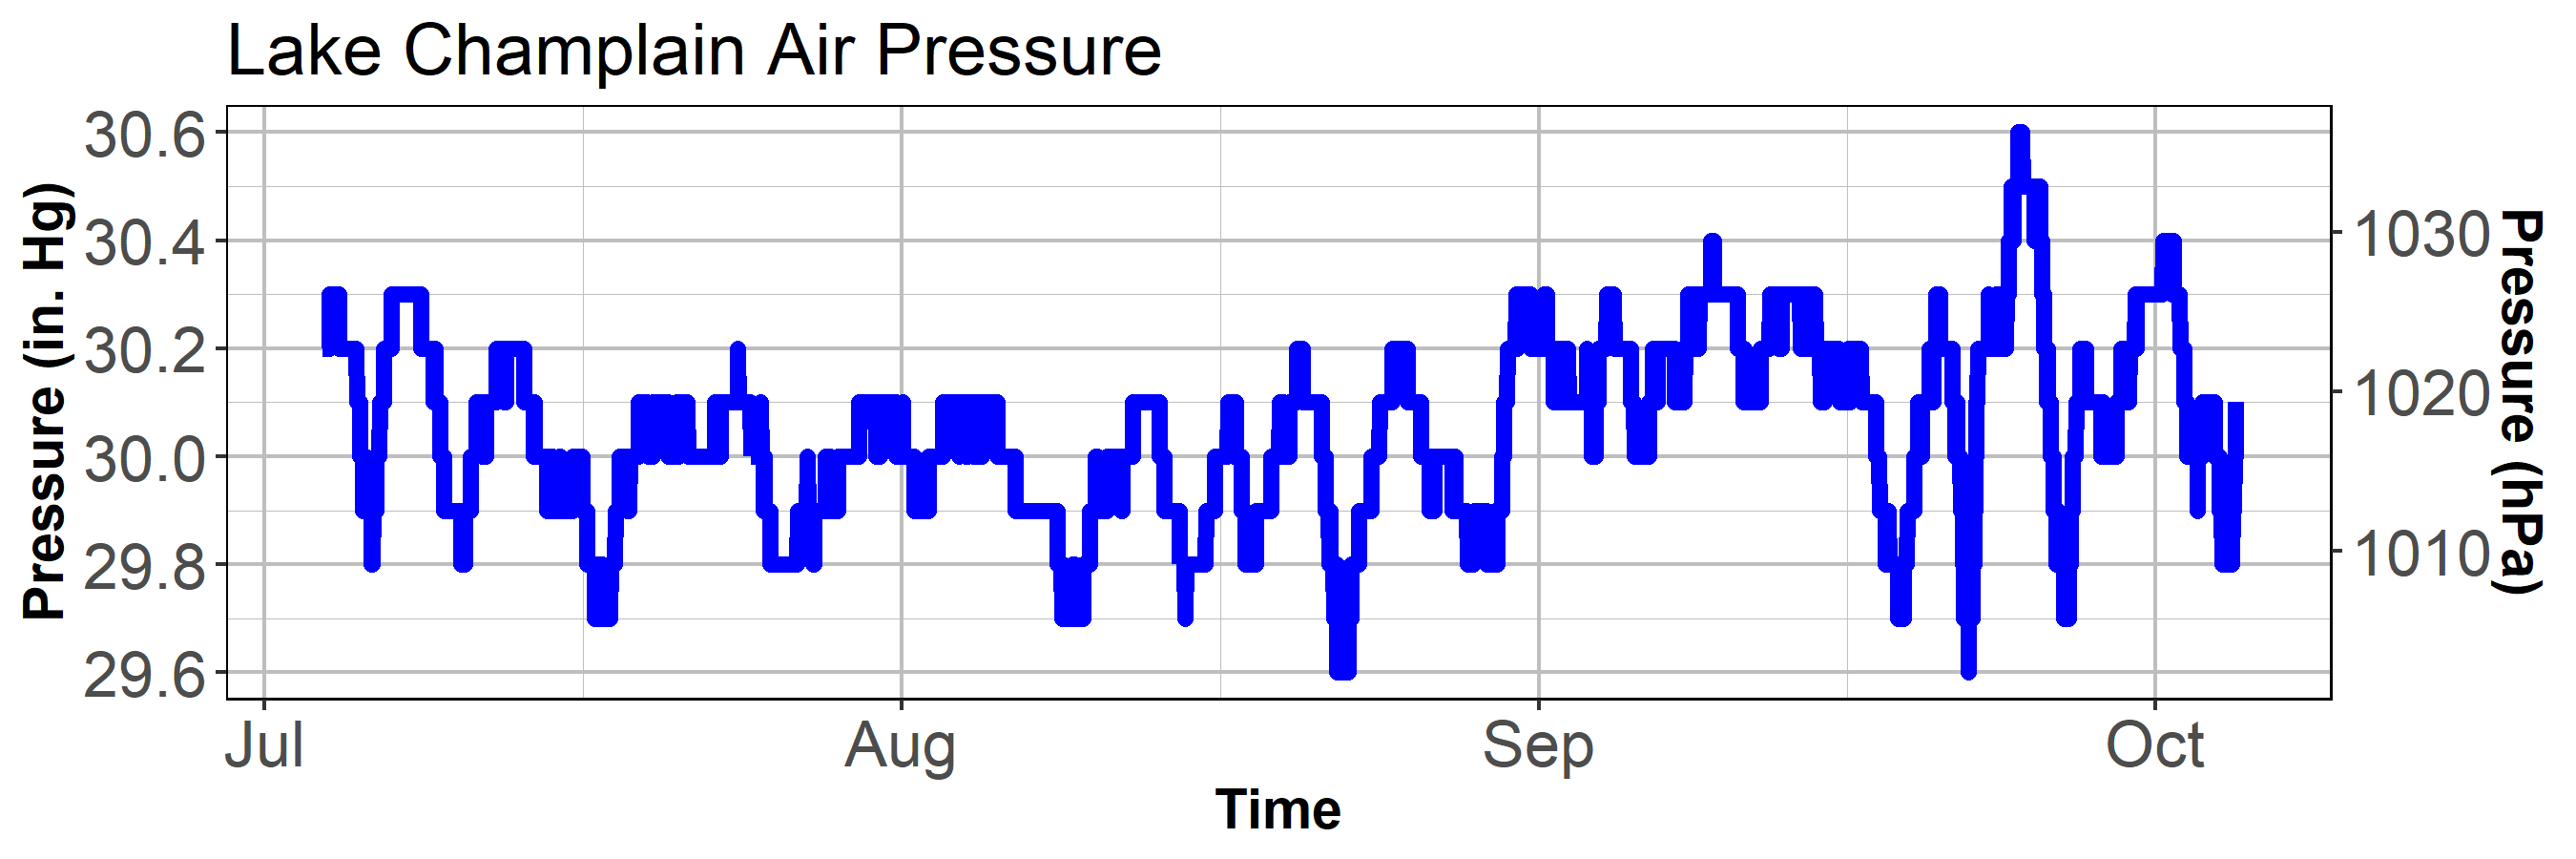 Lake Champlain Air Pressure
30.6
30.4
30.2
30.0
29.8
29.6
Pressure (in. Hg)
1030
1020
1010
Pressure (hPa)
Jul Aug Sep Oct
Time